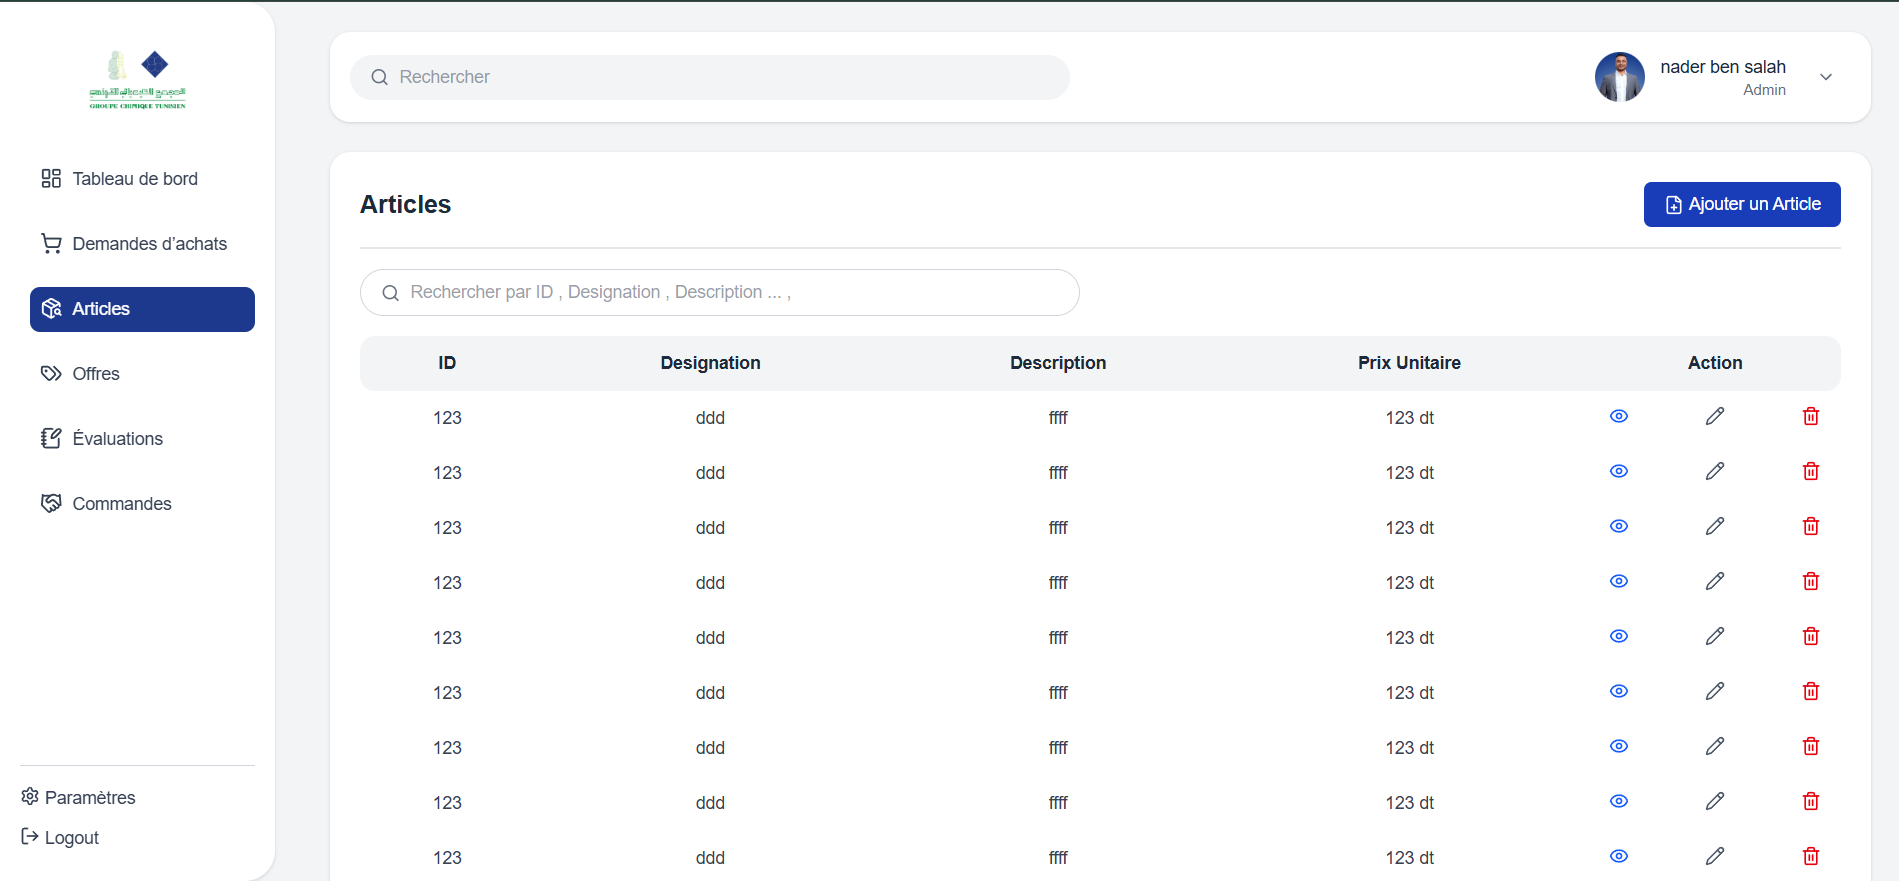 المجمع الكيميائي التونسي
GROUPE CHIMIQUE TUNISIEN
Tableau de bord
Demandes d’achats
Articles
Offres
Évaluations
Commandes
Paramètres
Logout
Rechercher
nader ben salah
Admin
Articles
Ajouter un Article
Rechercher par ID , Designation , Description ... ,
ID Designation Description Prix Unitaire Action
123 ddd ffff 123 dt
123 ddd ffff 123 dt
123 ddd ffff 123 dt
123 ddd ffff 123 dt
123 ddd ffff 123 dt
123 ddd ffff 123 dt
123 ddd ffff 123 dt
123 ddd ffff 123 dt
123 ddd ffff 123 dt